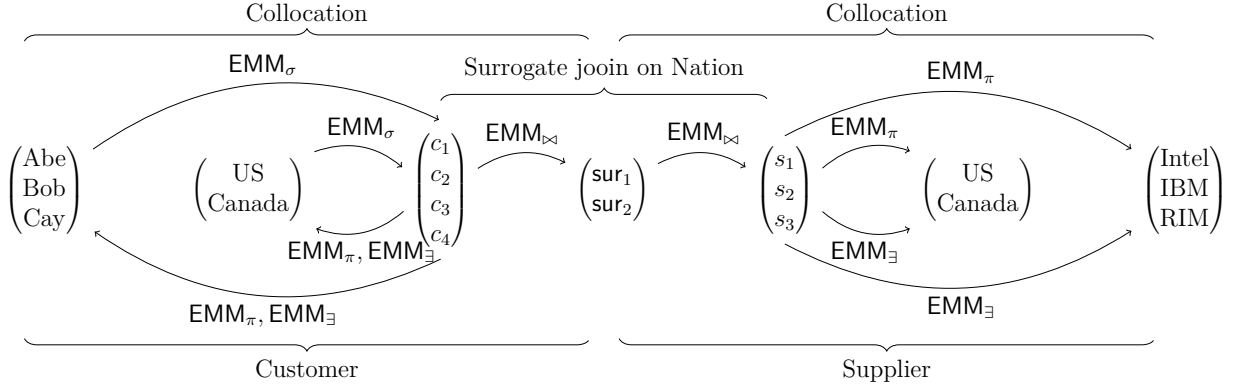 Collocation
Collocation
EMM_σ
Surrogate jooin on Nation
EMM_π
EMM_σ
EMM_⋈
EMM_⋈
EMM_π
Abe
Bob
Cay
US
Canada
c_1
c_2
c_3
c_4
sur_1
sur_2
s_1
s_2
s_3
US
Canada
Intel
IBM
RIM
EMM_π, EMM_∃
EMM_∃
EMM_π, EMM_∃
EMM_∃
Customer
Supplier